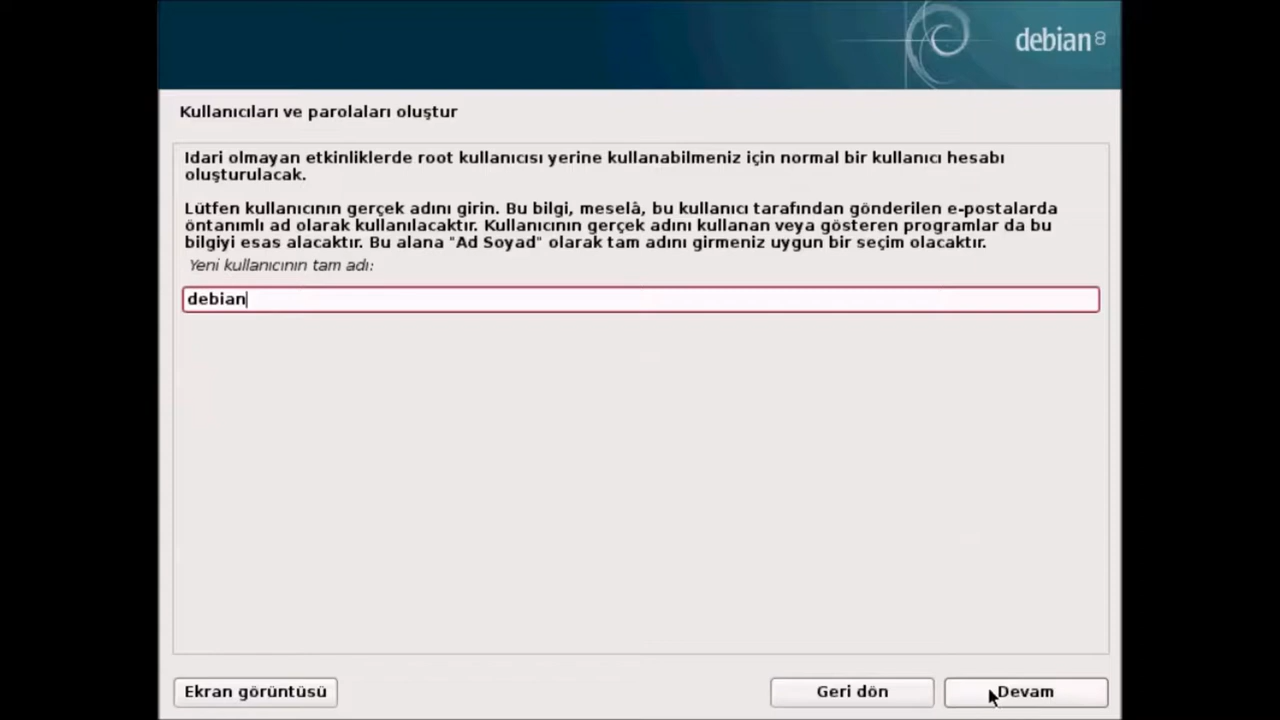 debian 8
Kullanıcıları ve parolaları oluştur
Idari olmayan etkinliklerde root kullanıcısı yerine kullanabilmeniz için normal bir kullanıcı hesabı
oluşturulacak.
Lütfen kullanıcının gerçek adını girin. Bu bilgi, meselâ, bu kullanıcı tarafından gönderilen e-postalarda
öntanımlı ad olarak kullanılacaktır. Kullanıcının gerçek adını kullanan veya gösteren programlar da bu
bilgiyi esas alacaktır. Bu alana "Ad Soyad" olarak tam adını girmeniz uygun bir seçim olacaktır.
Yeni kullanıcının tam adı:
debian
Ekran görüntüsü
Geri dön
Devam